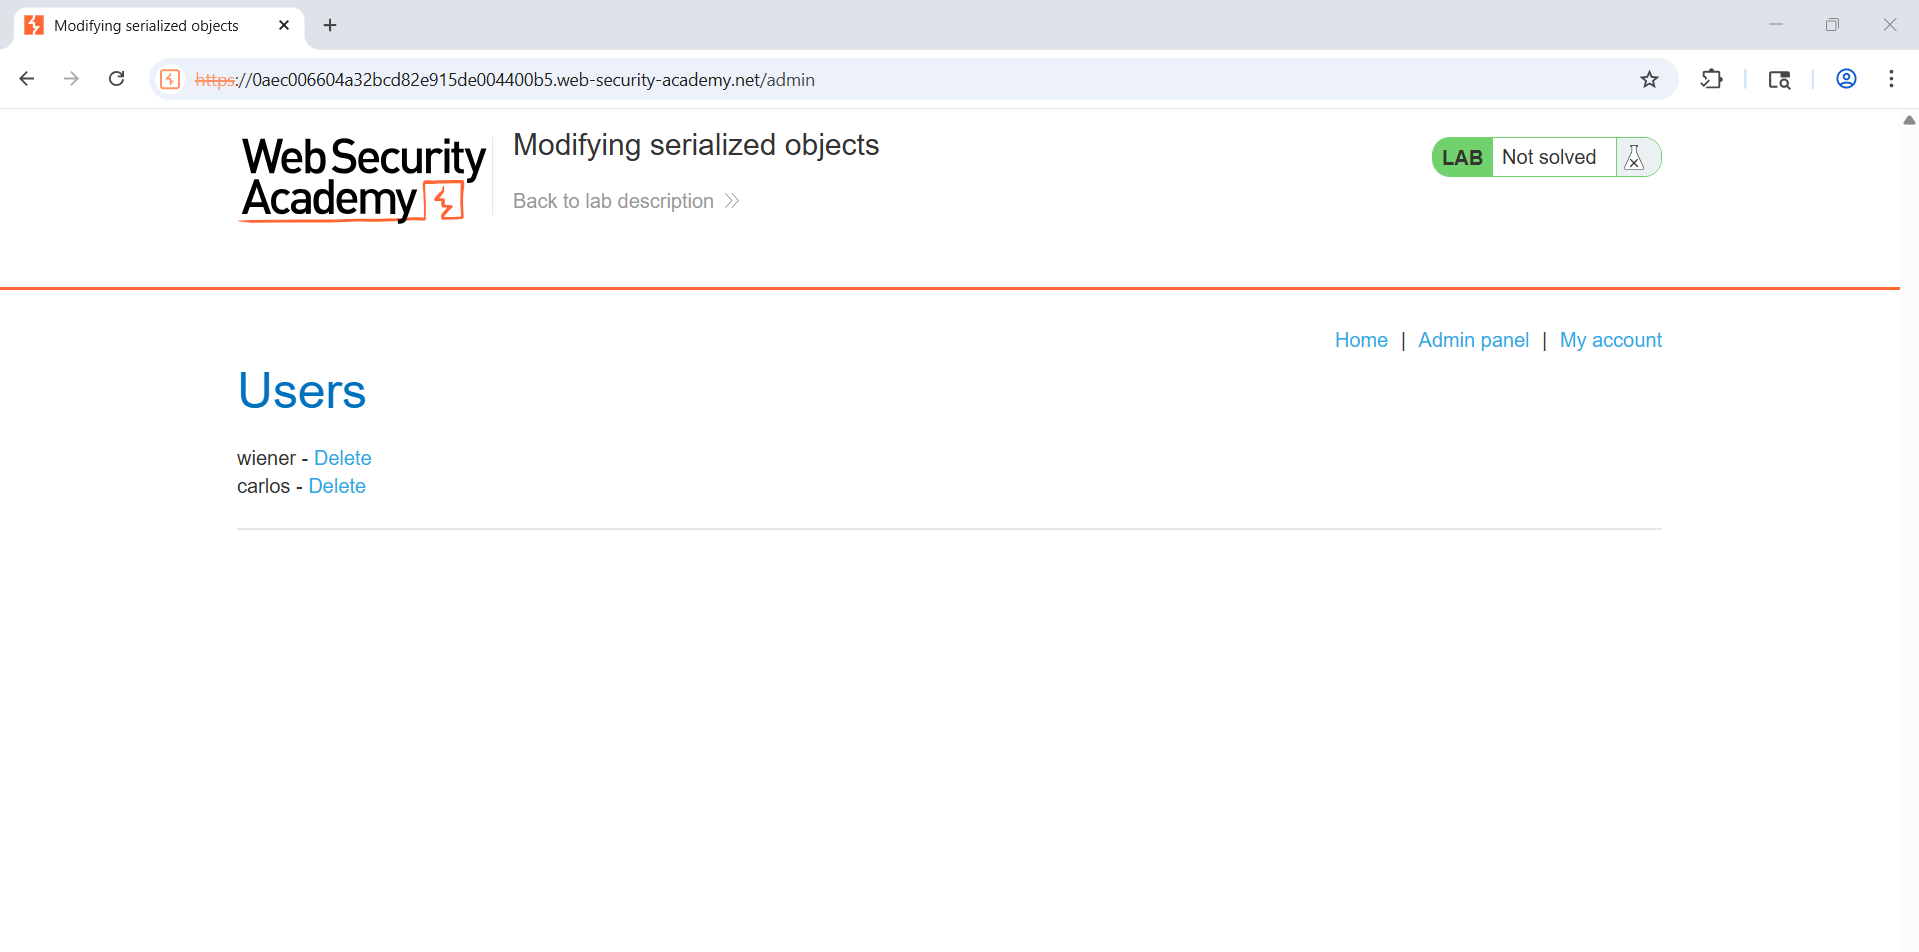 Modifying serialized objects
https://0aec006604a32bcd82e915de004400b5.web-security-academy.net/admin
Web Security
Academy
Modifying serialized objects
Back to lab description
LAB Not solved
Home | Admin panel | My account
Users
wiener - Delete
carlos - Delete